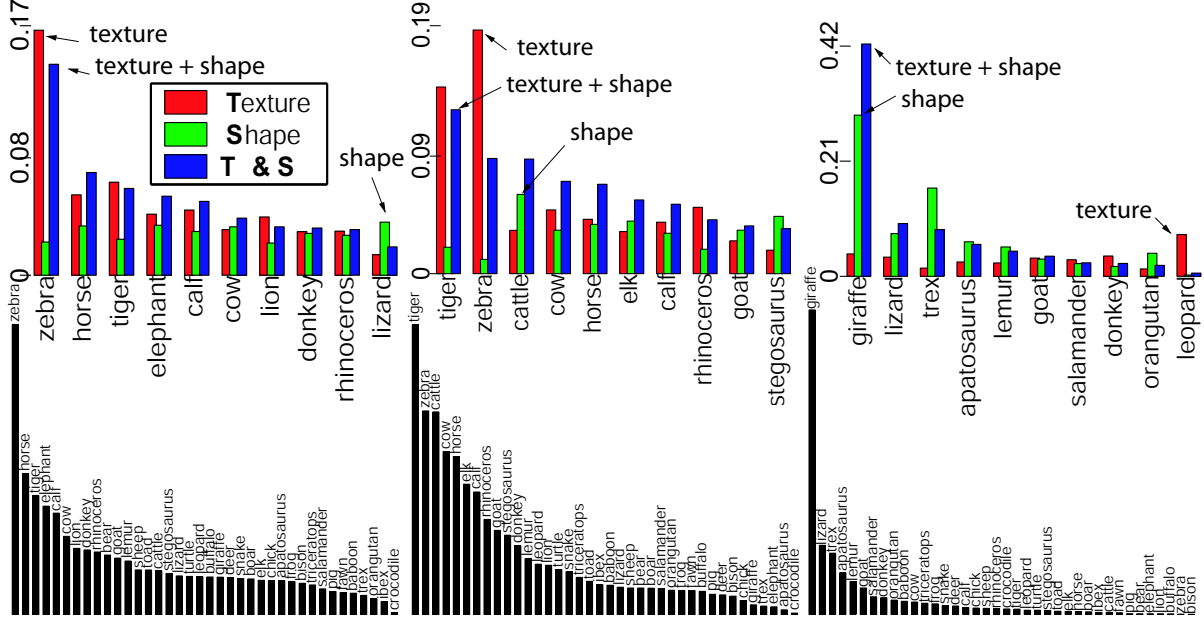 0.17
0.08
0
texture
texture + shape
shape
Texture
Shape
T & S
zebra
horse
tiger
elephant
calf
cow
lion
donkey
rhinoceros
lizard
0.19
0.09
0
texture
texture + shape
shape
tiger
zebra
cattle
cow
horse
elk
calf
rhinoceros
goat
stegosaurus
0.42
0.21
0
texture + shape
shape
texture
giraffe
lizard
trex
apatosaurus
lemur
goat
salamander
donkey
orangutan
leopard
zebra
horse
tiger
elephant
calf
cow
lion
donkey
rhinoceros
bear
goat
lemur
sheep
toad
cattle
stegosaurus
lizard
turtle
leopard
buffalo
giraffe
deer
snake
boar
elk
chick
apatosaurus
frog
bison
triceratops
salamander
pig
fawn
baboon
trex
orangutan
ibex
crocodile
tiger
zebra
cattle
cow
horse
elk
calf
rhinoceros
goat
stegosaurus
donkey
lemur
leopard
lion
turtle
snake
triceratops
toad
ibex
baboon
lizard
sheep
bear
boar
salamander
orangutan
frog
fawn
buffalo
pig
deer
bison
chick
giraffe
trex
elephant
apatosaurus
crocodile
giraffe
lizard
trex
apatosaurus
lemur
goat
salamander
donkey
orangutan
baboon
cow
triceratops
frog
snake
deer
calf
chick
sheep
rhinoceros
crocodile
tiger
leopard
turtle
stegosaurus
toad
elk
horse
boar
ibex
cattle
fawn
pig
bear
elephant
lion
buffalo
zebra
bison